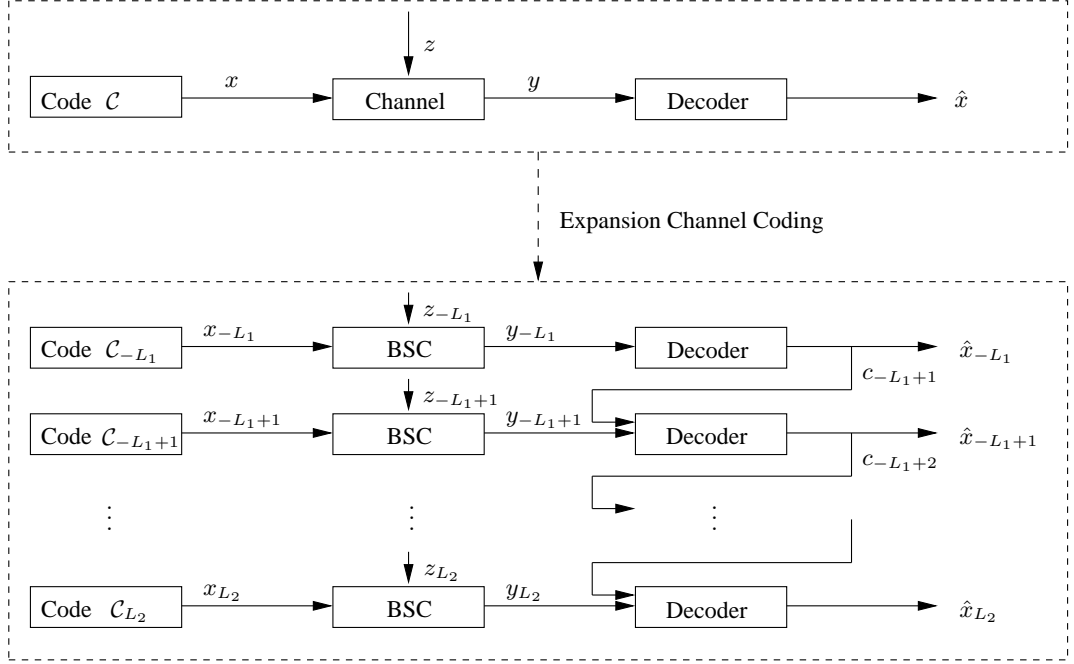 z
Code 𝒞 x Channel y Decoder x̂
Expansion Channel Coding
z_{-L_1}
Code 𝒞_{-L_1} x_{-L_1} BSC y_{-L_1} Decoder x̂_{-L_1}
c_{-L_1+1}
z_{-L_1+1}
Code 𝒞_{-L_1+1} x_{-L_1+1} BSC y_{-L_1+1} Decoder x̂_{-L_1+1}
c_{-L_1+2}
⋮ ⋮ ⋮
z_{L_2}
Code 𝒞_{L_2} x_{L_2} BSC y_{L_2} Decoder x̂_{L_2}